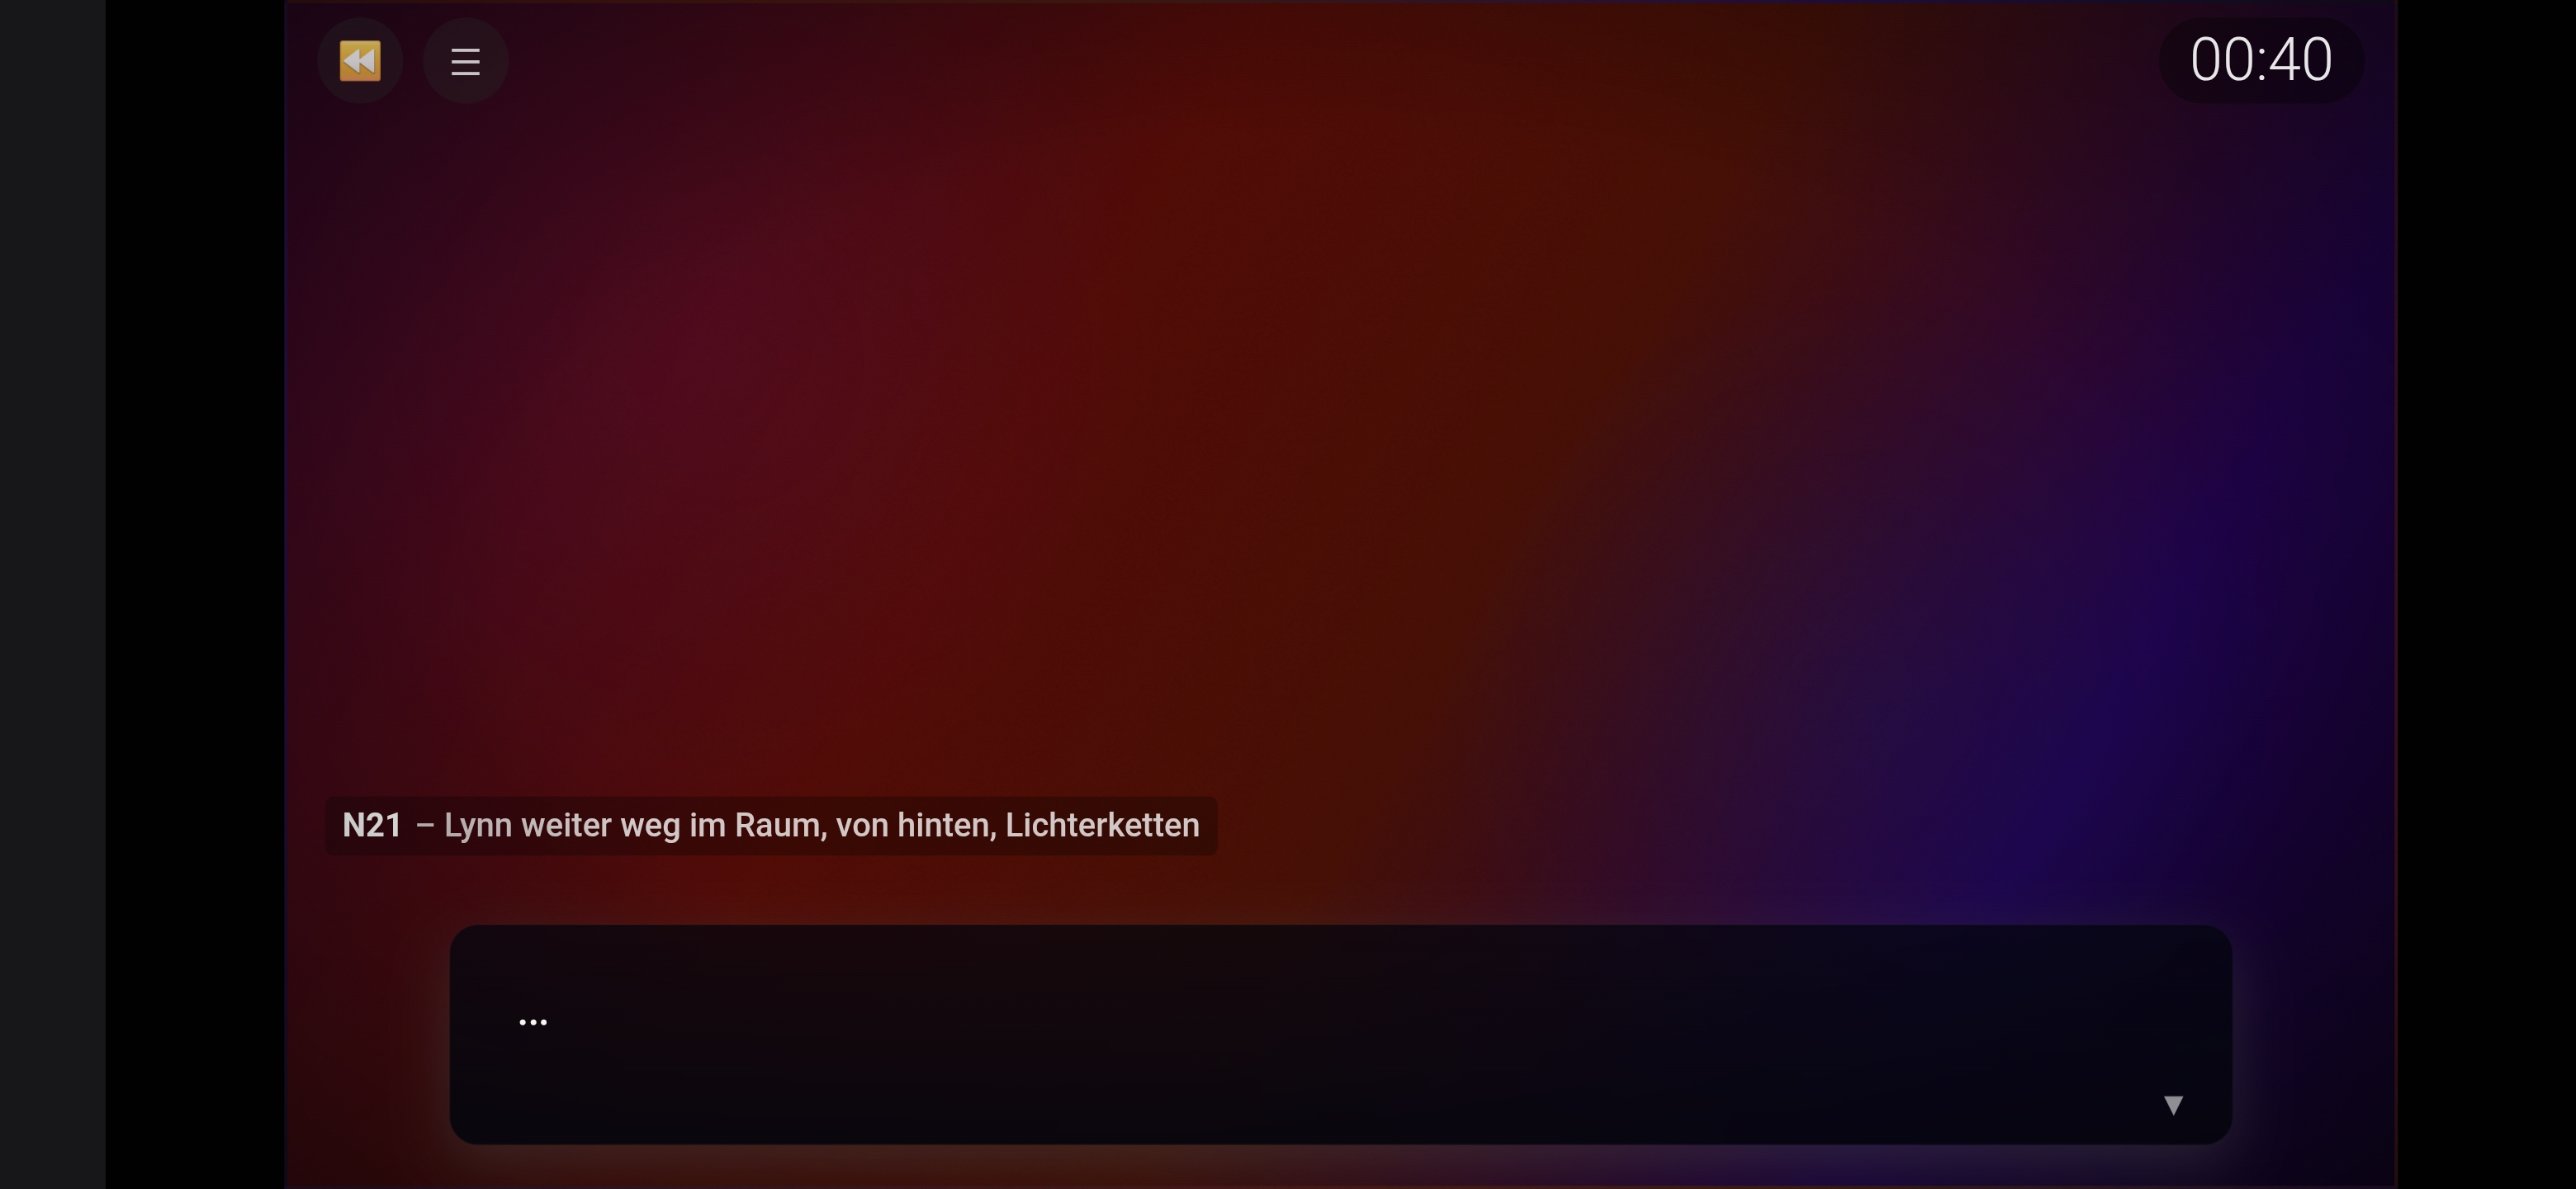 00:40
N21 – Lynn weiter weg im Raum, von hinten, Lichterketten
...